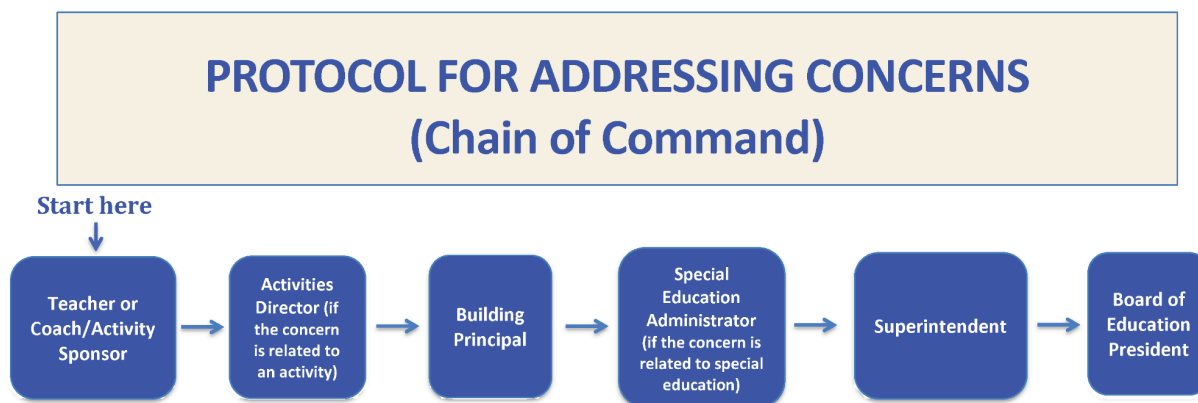 PROTOCOL FOR ADDRESSING CONCERNS
(Chain of Command)
Start here
Teacher or
Coach/Activity
Sponsor
Activities
Director (if
the concern
is related to
an activity)
Building
Principal
Special
Education
Administrator
(if the concern is
related to special
education)
Superintendent
Board of
Education
President